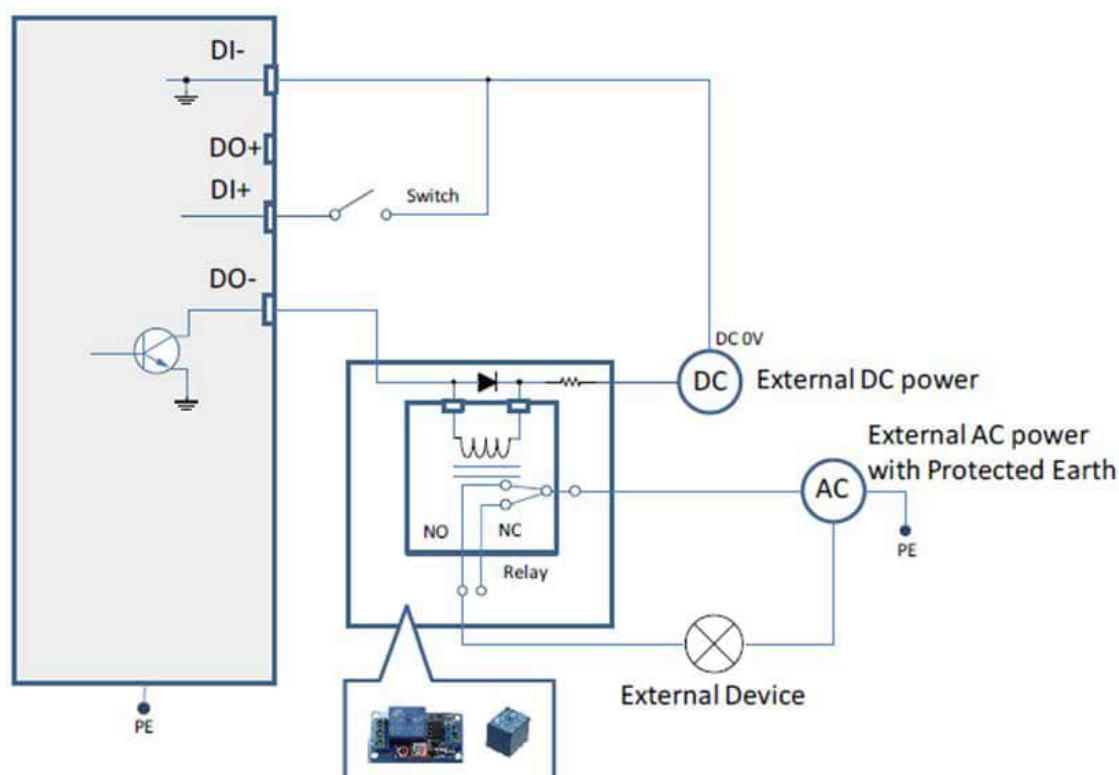 DI-
DO+
DI+
Switch
DO-
DC 0V
DC
External DC power
External AC power
with Protected Earth
AC
NO
NC
PE
Relay
External Device
PE